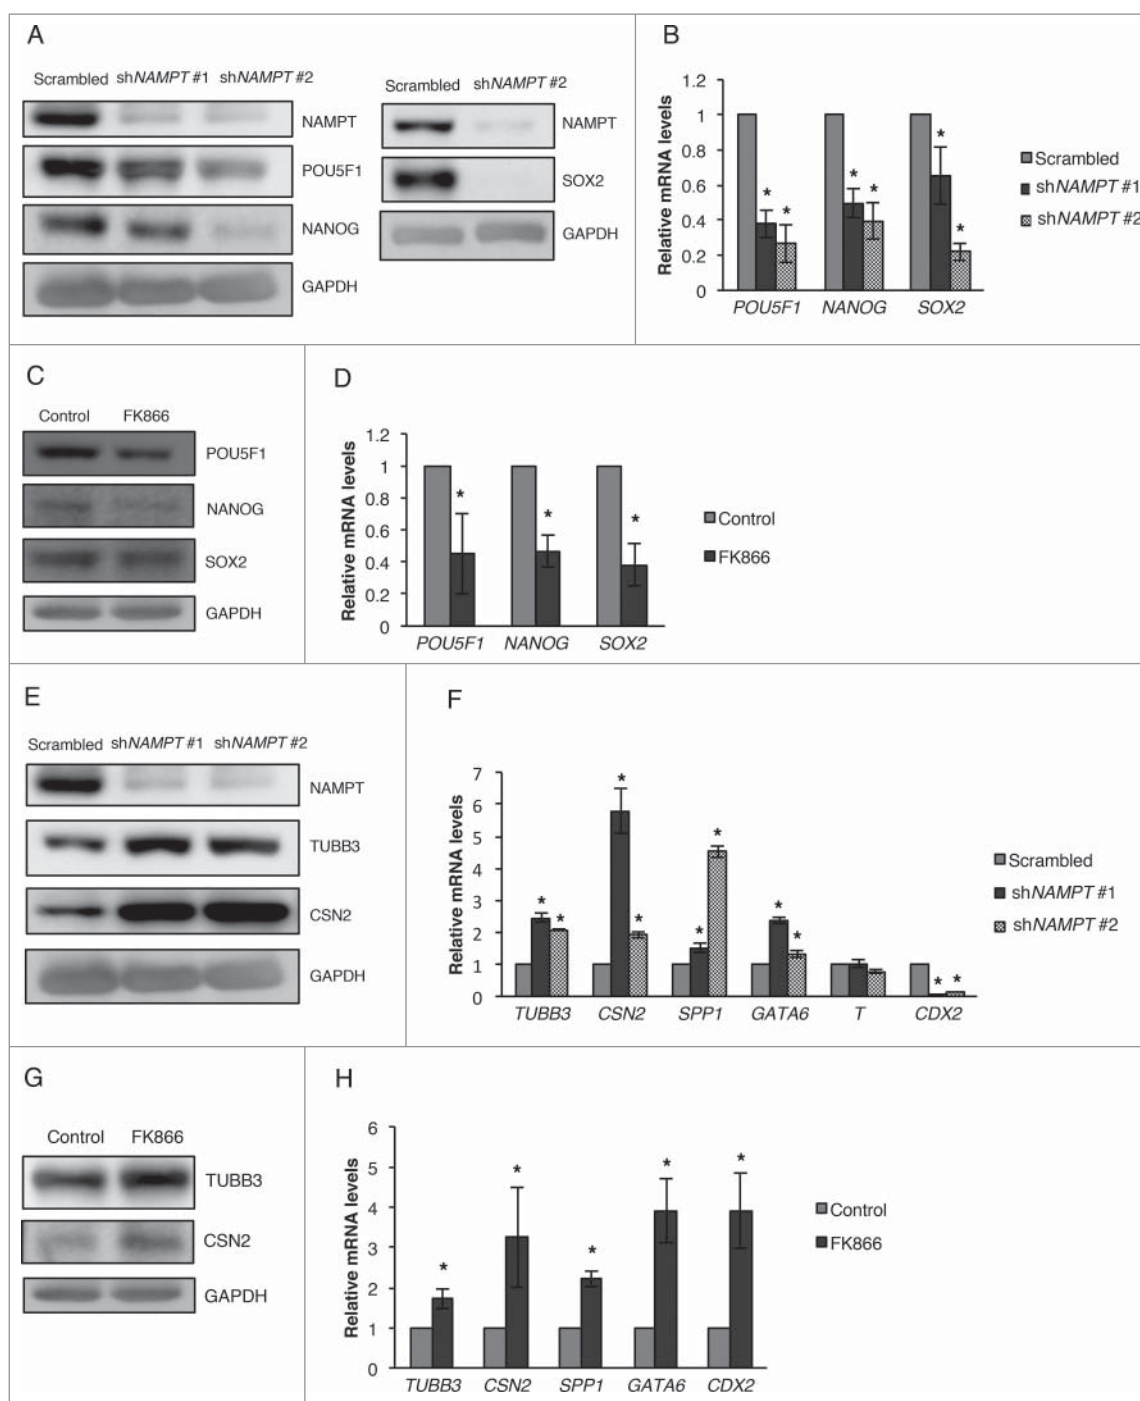 A
Scrambled shNAMPT #1 shNAMPT #2
NAMPT
POU5F1
NANOG
GAPDH
Scrambled shNAMPT #2
NAMPT
SOX2
GAPDH
B
Relative mRNA levels
1.2
1
0.8
0.6
0.4
0.2
0
* * * * * *
POU5F1 NANOG SOX2
Scrambled
shNAMPT #1
shNAMPT #2
C
Control FK866
POU5F1
NANOG
SOX2
GAPDH
D
Relative mRNA levels
1.2
1
0.8
0.6
0.4
0.2
0
* * *
POU5F1 NANOG SOX2
Control
FK866
E
Scrambled shNAMPT #1 shNAMPT #2
NAMPT
TUBB3
CSN2
GAPDH
F
Relative mRNA levels
7
6
5
4
3
2
1
0
* * * * * * * * * *
TUBB3 CSN2 SPP1 GATA6 T CDX2
Scrambled
shNAMPT #1
shNAMPT #2
G
Control FK866
TUBB3
CSN2
GAPDH
H
Relative mRNA levels
6
5
4
3
2
1
0
* * * * *
TUBB3 CSN2 SPP1 GATA6 CDX2
Control
FK866